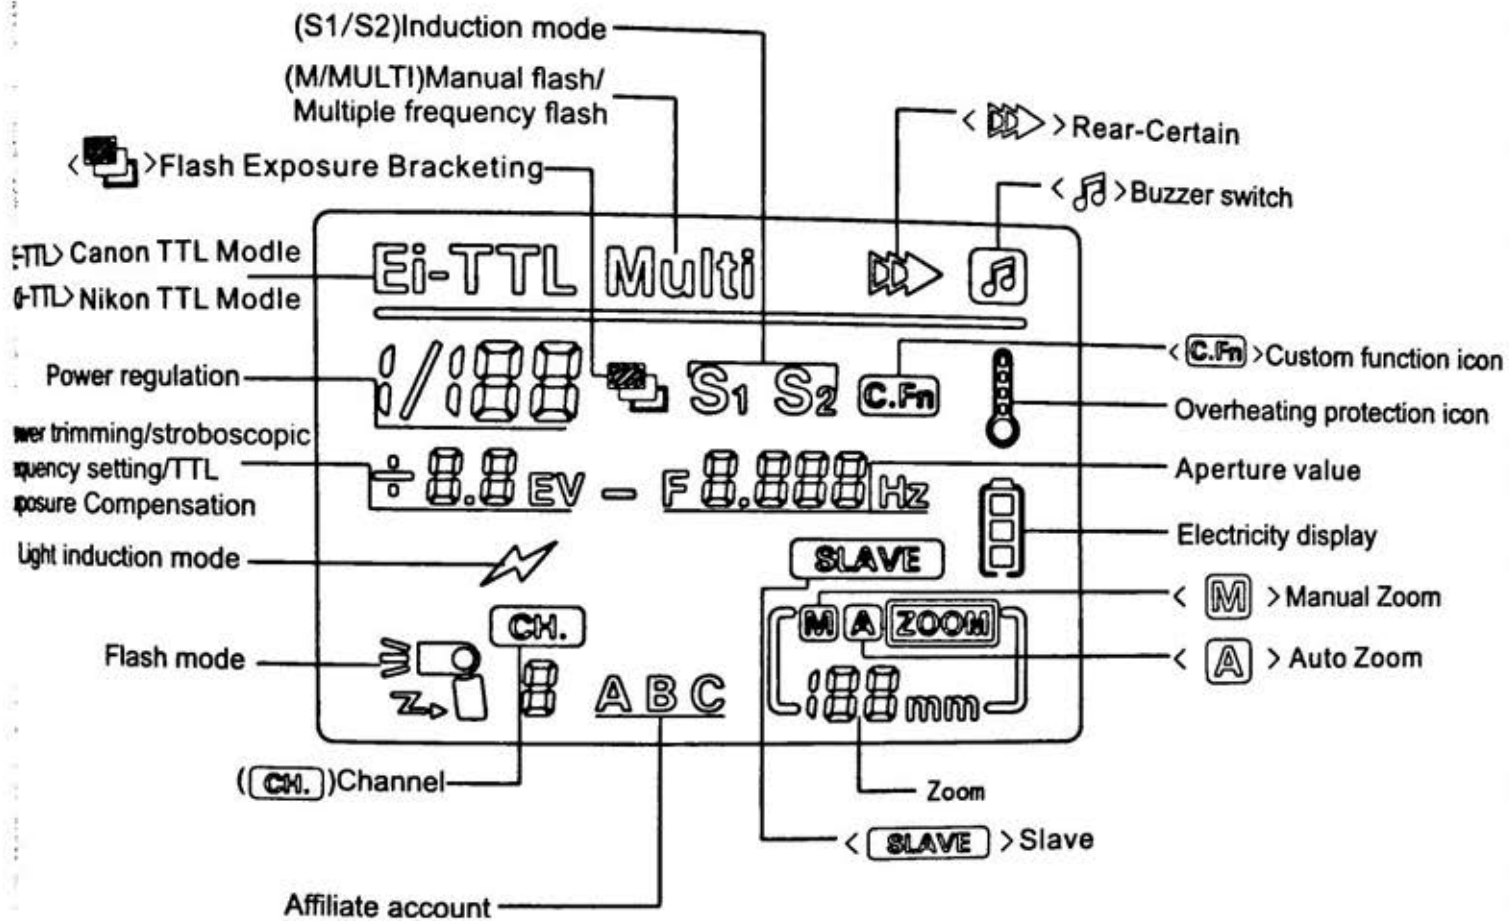 (S1/S2)Induction mode
(M/MULTI)Manual flash/
Multiple frequency flash
< >Rear-Certain
< >Flash Exposure Bracketing
< >Buzzer switch
-TTL> Canon TTL Modle
-TTL> Nikon TTL Modle
Ei-TTL Multi
Power regulation
1/188
S1 S2
C.Fn
<C.Fn>Custom function icon
Overheating protection icon
trimming/stroboscopic
setting/TTL
Compensation
÷8.8 EV – F 8.888 Hz
Aperture value
Light induction mode
SLAVE
Electricity display
M A ZOOM
< M >Manual Zoom
CH.
Flash mode
< A > Auto Zoom
8 A B C
188 mm
(CH.)Channel
Zoom
< SLAVE >Slave
Affiliate account